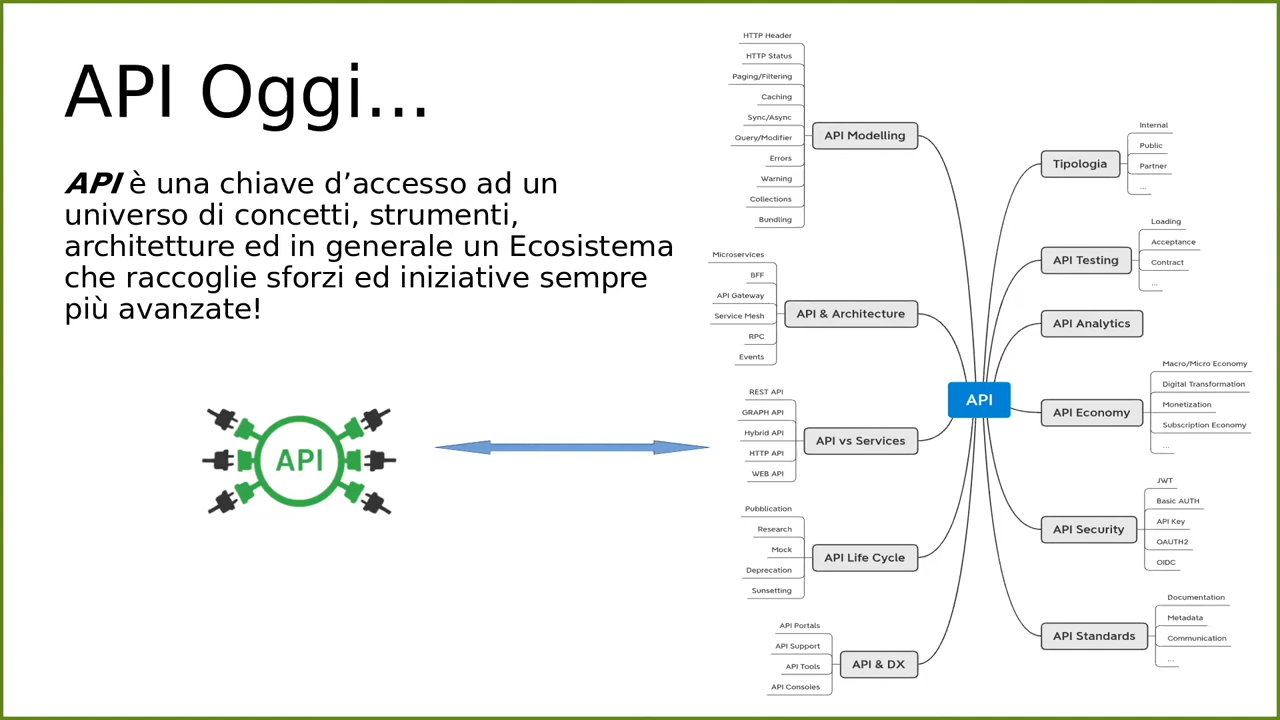 API Oggi...
API è una chiave d’accesso ad un
universo di concetti, strumenti,
architetture ed in generale un Ecosistema
che raccoglie sforzi ed iniziative sempre
più avanzate!
API
HTTP Header
HTTP Status
Paging/Filtering
Caching
Sync/Async
Query/Modifier
Errors
Warning
Collections
Bundling
API Modelling
Microservices
BFF
API Gateway
Service Mesh
RPC
Events
API & Architecture
REST API
GRAPH API
Hybrid API
HTTP API
WEB API
API vs Services
Pubblication
Research
Mock
Deprecation
Sunsetting
API Life Cycle
API Portals
API Support
API Tools
API Consoles
API & DX
API
Tipologia
Internal
Public
Partner
...
API Testing
Loading
Acceptance
Contract
...
API Analytics
API Economy
Macro/Micro Economy
Digital Transformation
Monetization
Subscription Economy
...
API Security
JWT
Basic AUTH
API Key
OAUTH2
OIDC
API Standards
Documentation
Metadata
Communication
...